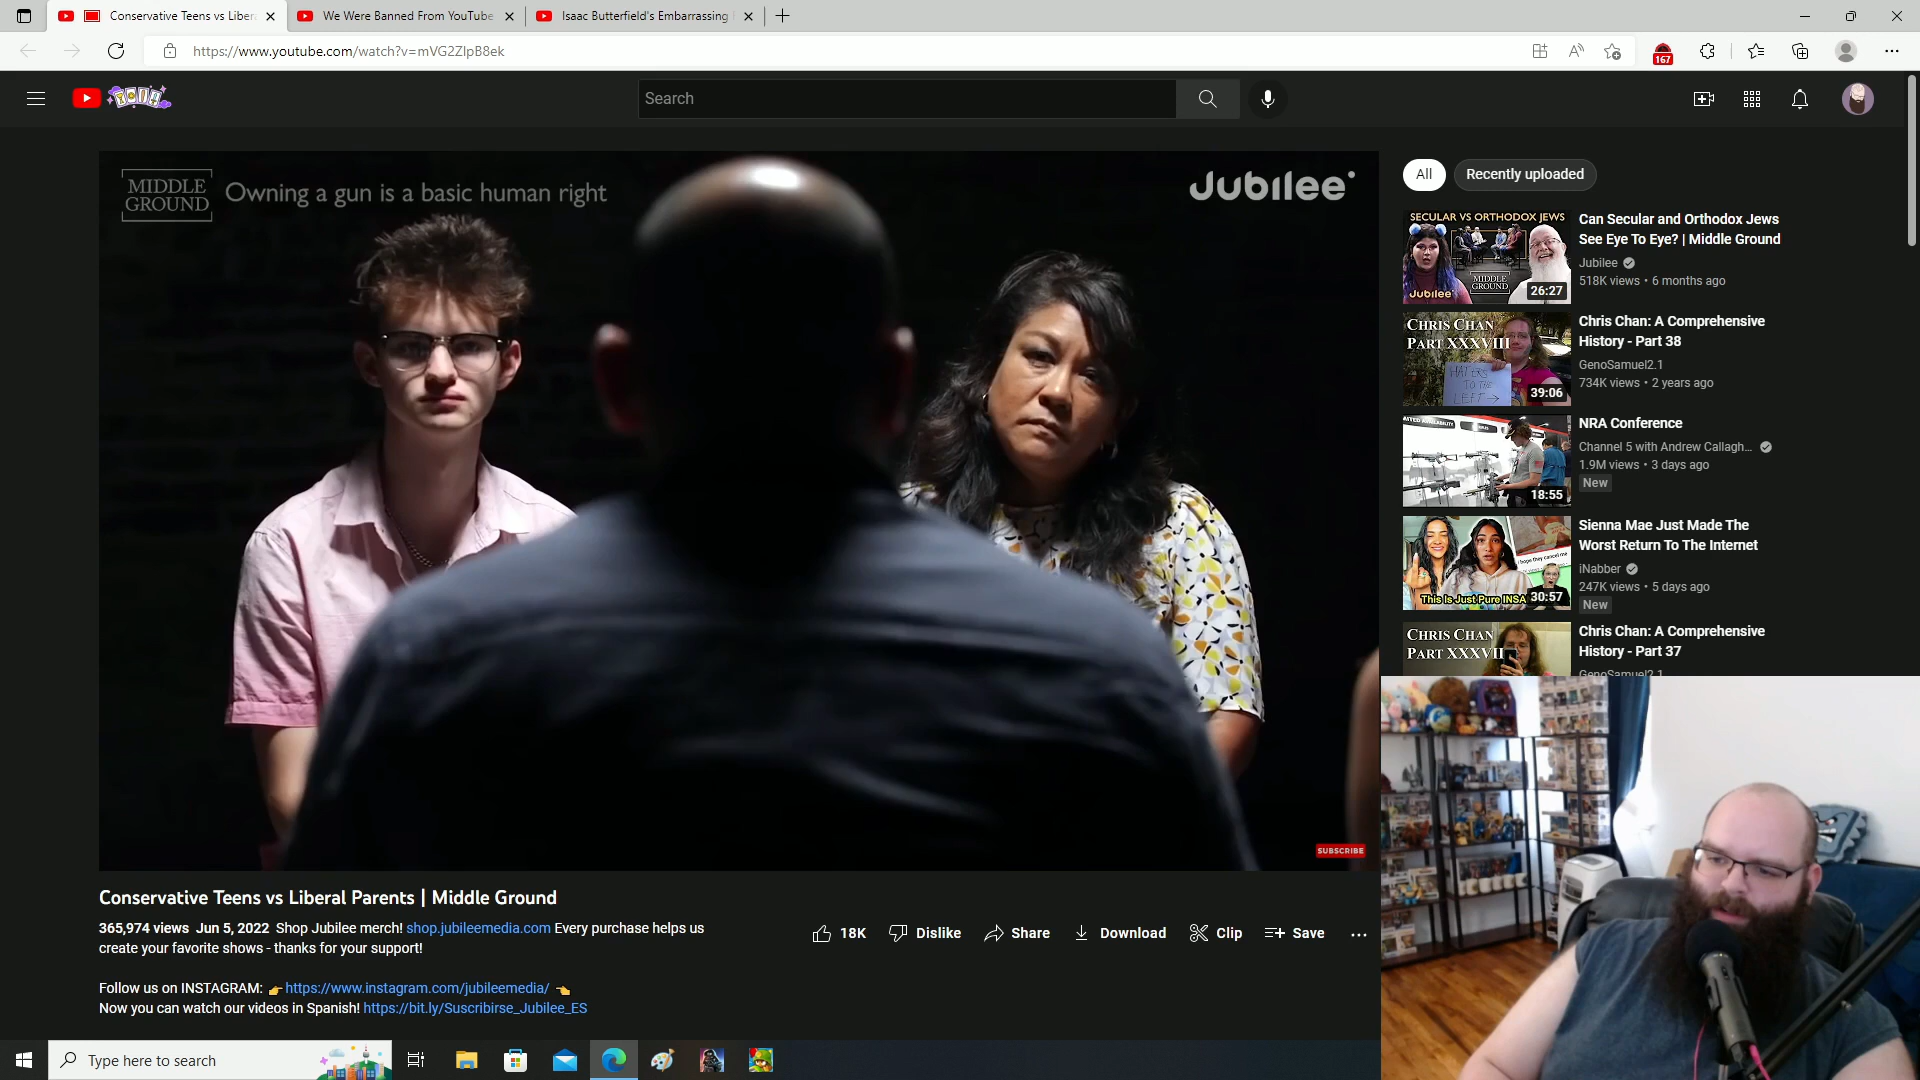 Conservative Teens vs Liber
We Were Banned From YouTube
Isaac Butterfield's Embarrassing
https://www.youtube.com/watch?v=mVG2ZIpB8ek
167
Search
MIDDLE
GROUND
Owning a gun is a basic human right
Jubilee
SUBSCRIBE
All
Recently uploaded
SECULAR VS ORTHODOX JEWS
MIDDLE
GROUND
Jubilee
26:27
Can Secular and Orthodox Jews
See Eye To Eye? | Middle Ground
Jubilee
518K views • 6 months ago
CHRIS CHAN
PART XXXVIII
HATERS
TO THE
LEFT→
39:06
Chris Chan: A Comprehensive
History - Part 38
GenoSamuel2.1
734K views • 2 years ago
18:55
NRA Conference
Channel 5 with Andrew Callagh...
1.9M views • 3 days ago
New
This Is Just Pure INSA
30:57
Sienna Mae Just Made The
Worst Return To The Internet
iNabber
247K views • 5 days ago
New
CHRIS CHAN
PART XXXVII
Chris Chan: A Comprehensive
History - Part 37
GenoSamuel2.1
Conservative Teens vs Liberal Parents | Middle Ground
365,974 views Jun 5, 2022 Shop Jubilee merch! shop.jubileemedia.com Every purchase helps us
create your favorite shows - thanks for your support!
18K
Dislike
Share
Download
Clip
Save
Follow us on INSTAGRAM: 👉https://www.instagram.com/jubileemedia/ 👈
Now you can watch our videos in Spanish! https://bit.ly/Suscribirse_Jubilee_ES
Type here to search